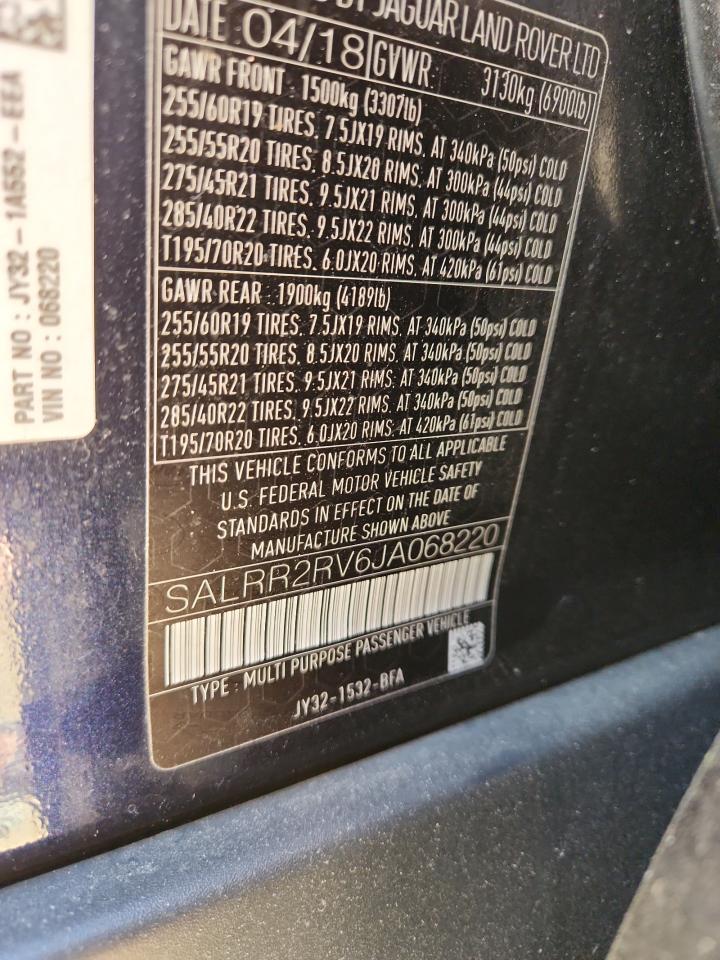 BY JAGUAR LAND ROVER LTD
DATE 04/18 GVWR: 3130kg (6900lb)
GAWR FRONT : 1500kg (3307lb)
255/60R19 TIRES, 7.5JX19 RIMS, AT 340kPa (50psi) COLD
255/55R20 TIRES, 8.5JX20 RIMS, AT 300kPa (44psi) COLD
275/45R21 TIRES, 9.5JX21 RIMS, AT 300kPa (44psi) COLD
285/40R22 TIRES, 9.5JX22 RIMS, AT 300kPa (44psi) COLD
T195/70R20 TIRES, 6.0JX20 RIMS, AT 420kPa (61psi) COLD
GAWR REAR : 1900kg (4189lb)
255/60R19 TIRES, 7.5JX19 RIMS, AT 340kPa (50psi) COLD
255/55R20 TIRES, 8.5JX20 RIMS, AT 340kPa (50psi) COLD
275/45R21 TIRES, 9.5JX21 RIMS, AT 340kPa (50psi) COLD
285/40R22 TIRES, 9.5JX22 RIMS, AT 340kPa (50psi) COLD
T195/70R20 TIRES, 6.0JX20 RIMS, AT 420kPa (61psi) COLD
THIS VEHICLE CONFORMS TO ALL APPLICABLE
U.S. FEDERAL MOTOR VEHICLE SAFETY
STANDARDS IN EFFECT ON THE DATE OF
MANUFACTURE SHOWN ABOVE
SALRR2RV6JA068220
TYPE : MULTI PURPOSE PASSENGER VEHICLE
JY32-1532-BFA
PART NO : JY32-1A552-EEA
VIN NO : 068220